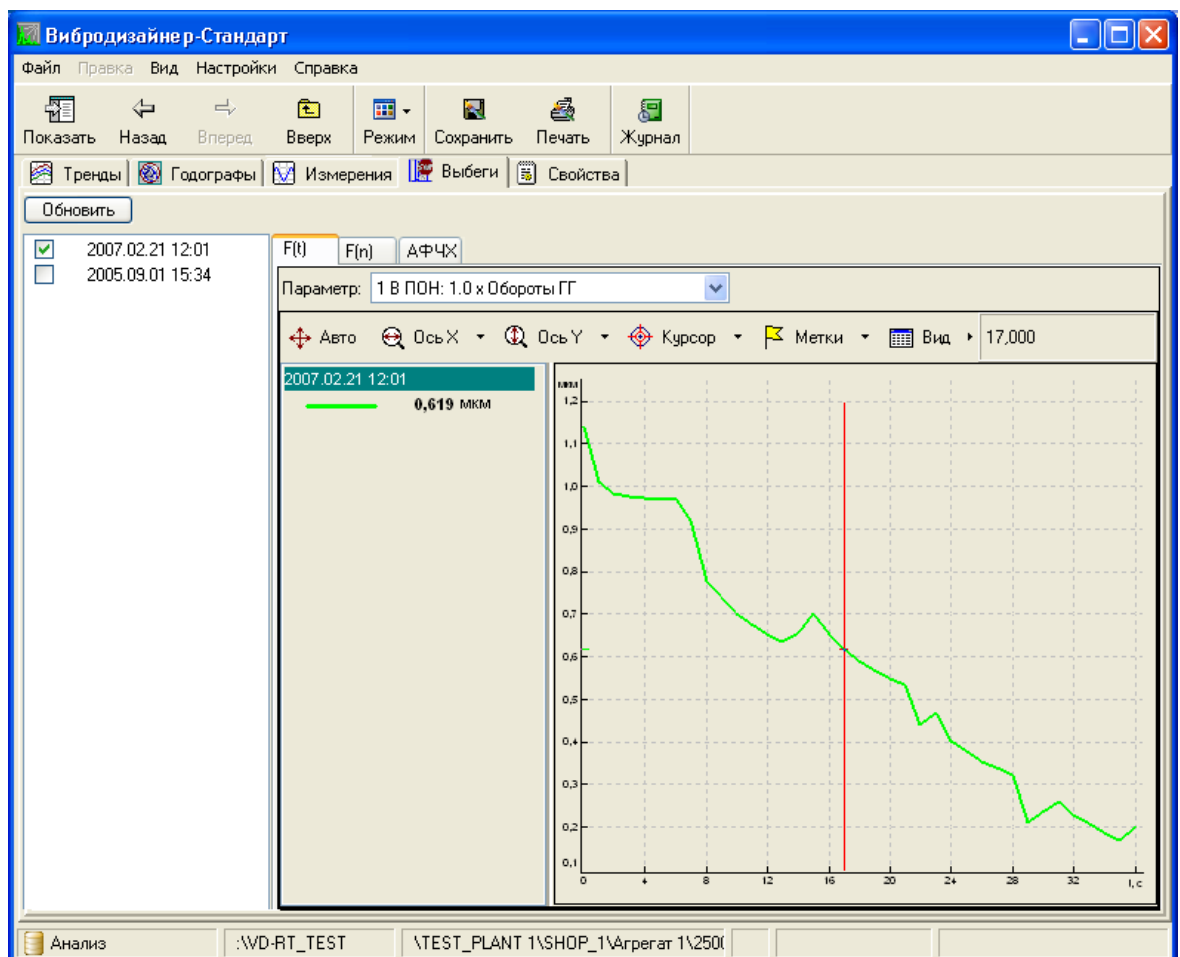 Вибродизайнер-Стандарт
Файл Правка Вид Настройки Справка
Показать Назад Вперед Вверх Режим Сохранить Печать Журнал
Тренды Годографы Измерения Выбеги Свойства
Обновить
2007.02.21 12:01
2005.09.01 15:34
F(t) F(n) АФЧХ
Параметр: 1 В ПОН: 1.0 x Обороты ГГ
Авто Ось X Ось Y Курсор Метки Вид 17,000
2007.02.21 12:01
0,619 мкм
мкм
1,2
1,1
1,0
0,9
0,8
0,7
0,6
0,5
0,4
0,3
0,2
0,1
0 4 8 12 16 20 24 28 32 t, c
Анализ :\VD-RT_TEST \TEST_PLANT 1\SHOP_1\Агрегат 1\2500